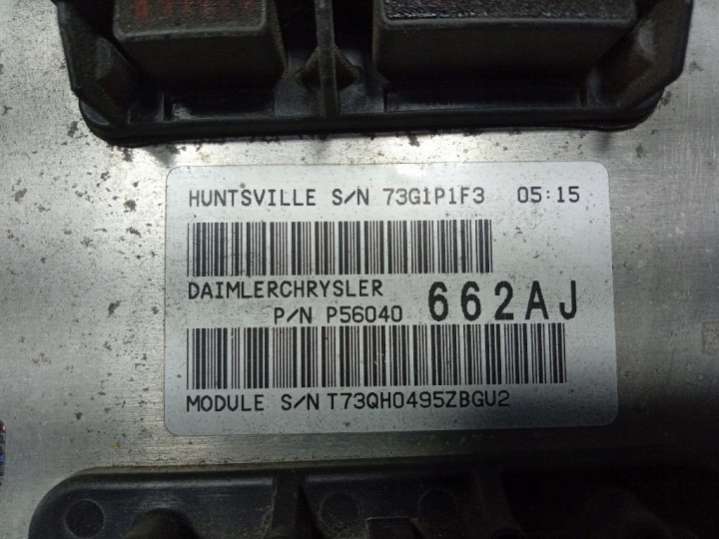 HUNTSVILLE S/N 73G1P1F3 05:15
DAIMLERCHRYSLER
P/N P56040 662AJ
MODULE S/N T73QH0495ZBGU2